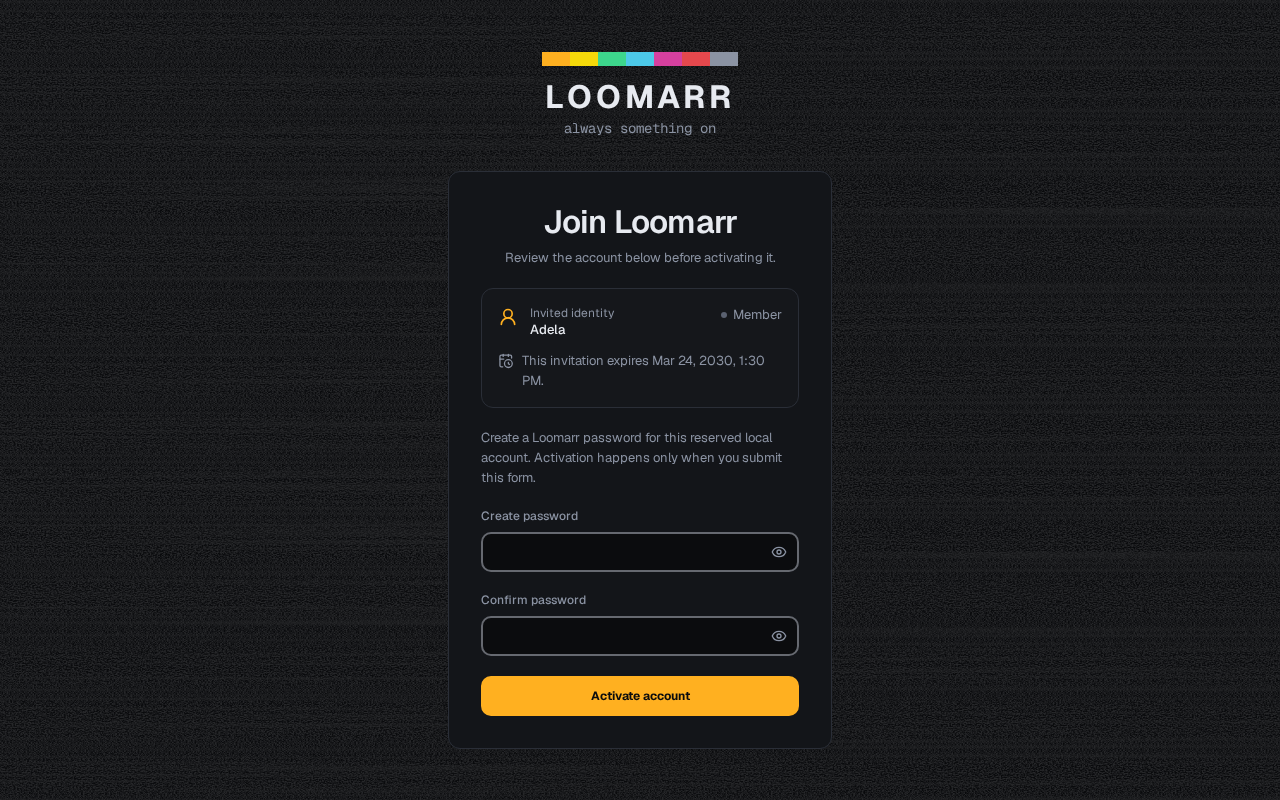 LOOMARR
always something on
Join Loomarr
Review the account below before activating it.
Invited identity
Adela
Member
This invitation expires Mar 24, 2030, 1:30
PM.
Create a Loomarr password for this reserved local
account. Activation happens only when you submit
this form.
Create password
Confirm password
Activate account